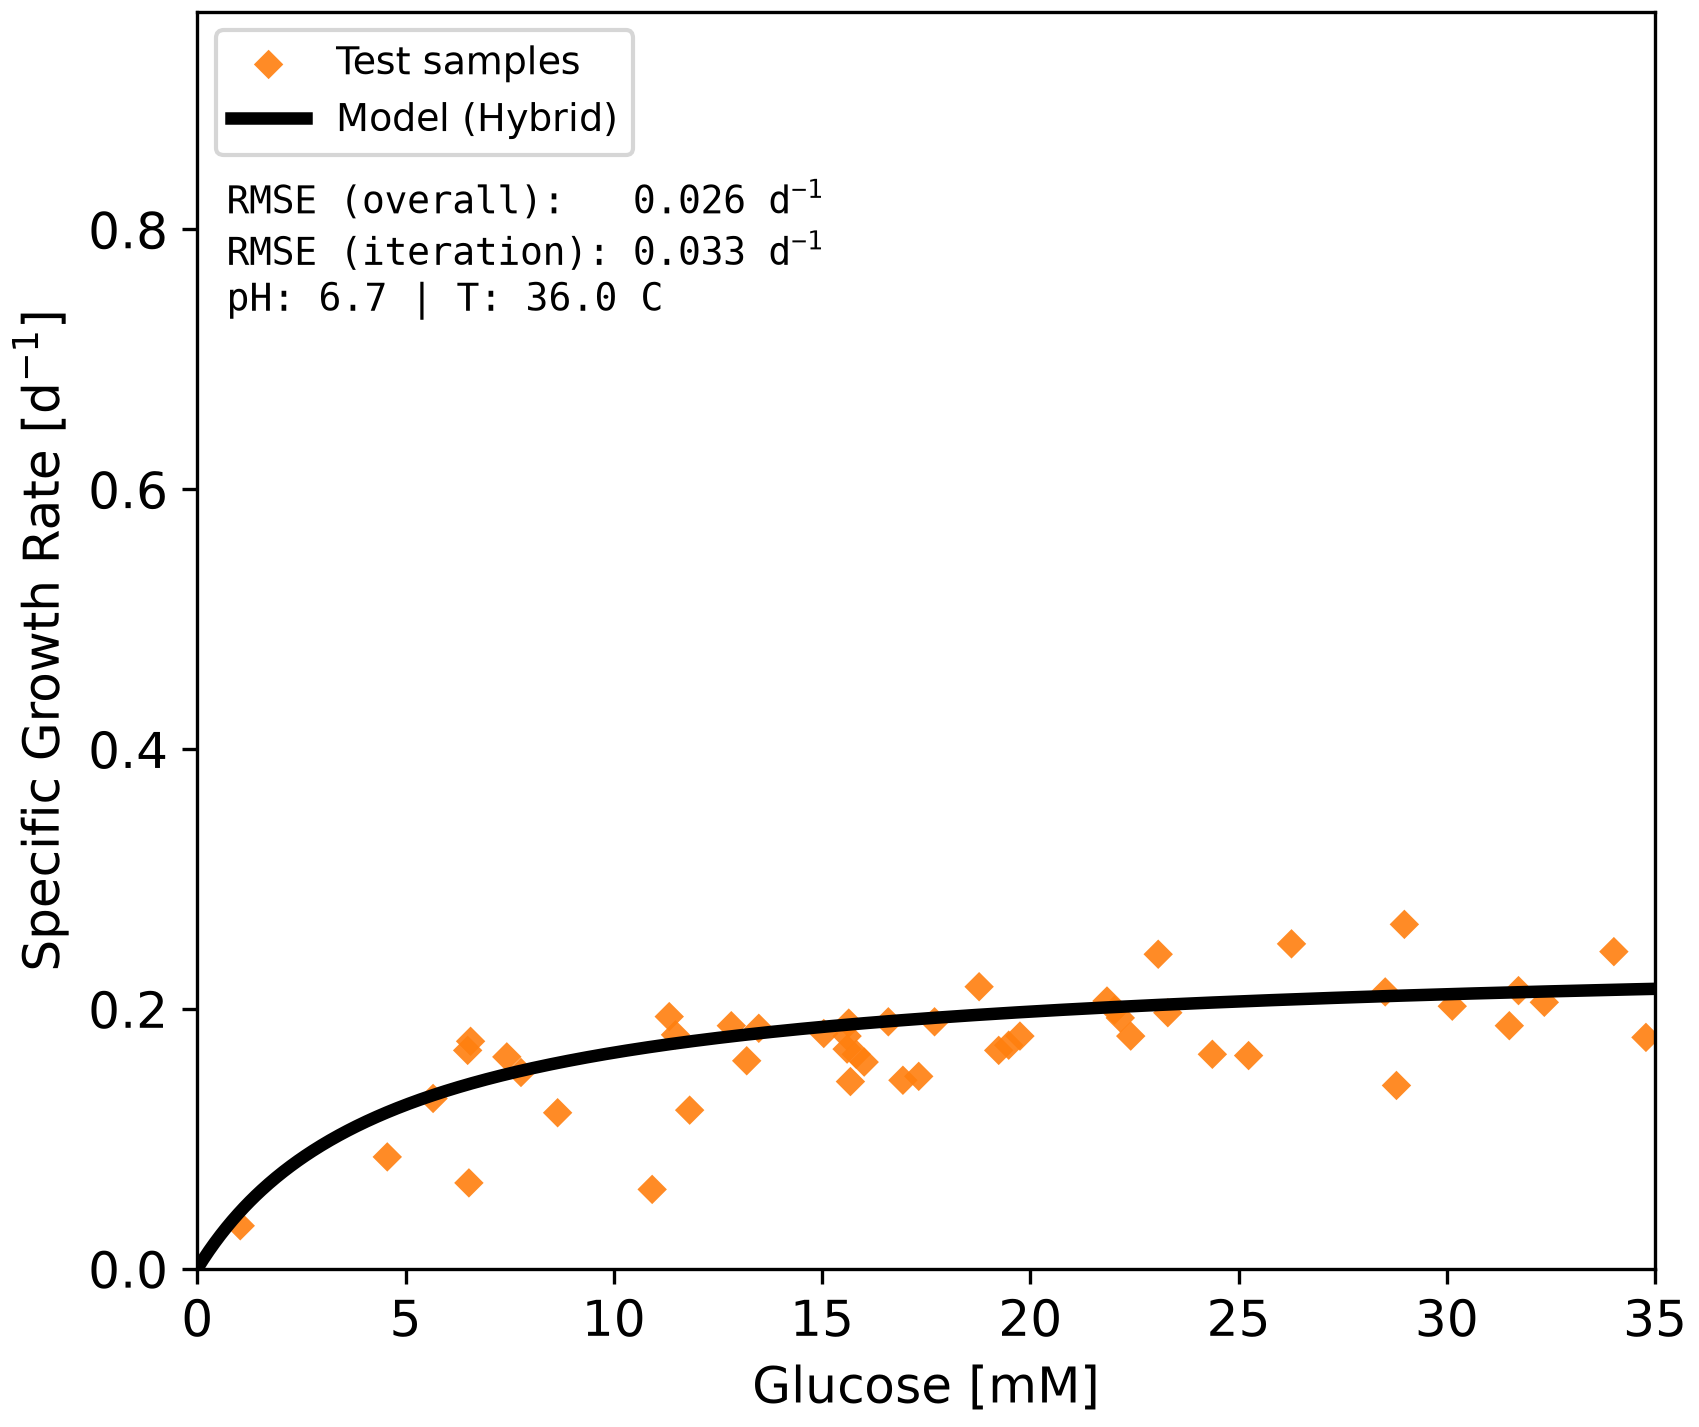 Test samples
Model (Hybrid)
RMSE (overall):   0.026 d⁻¹
RMSE (iteration): 0.033 d⁻¹
pH: 6.7 | T: 36.0 C
Specific Growth Rate [d⁻¹]
0.8
0.6
0.4
0.2
0.0
0 5 10 15 20 25 30 35
Glucose [mM]